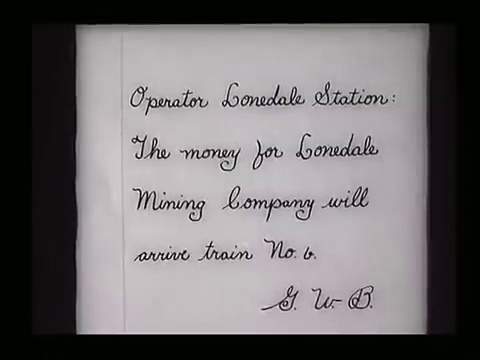 Operator Lonedale Station:
The money for Lonedale
Mining Company will
arrive train No. 6.
G. W. B.